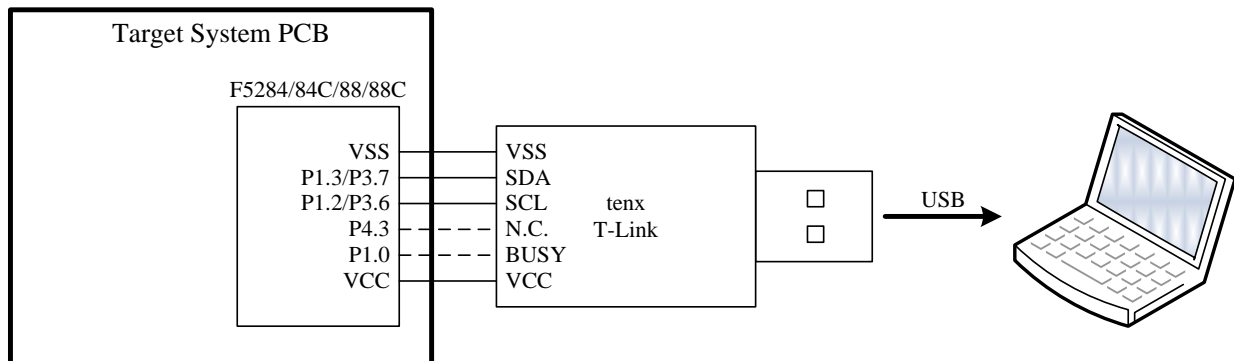 Target System PCB
F5284/84C/88/88C
VSS
P1.3/P3.7
P1.2/P3.6
P4.3
P1.0
VCC
VSS
SDA
SCL
N.C.
BUSY
VCC
tenx
T-Link
USB